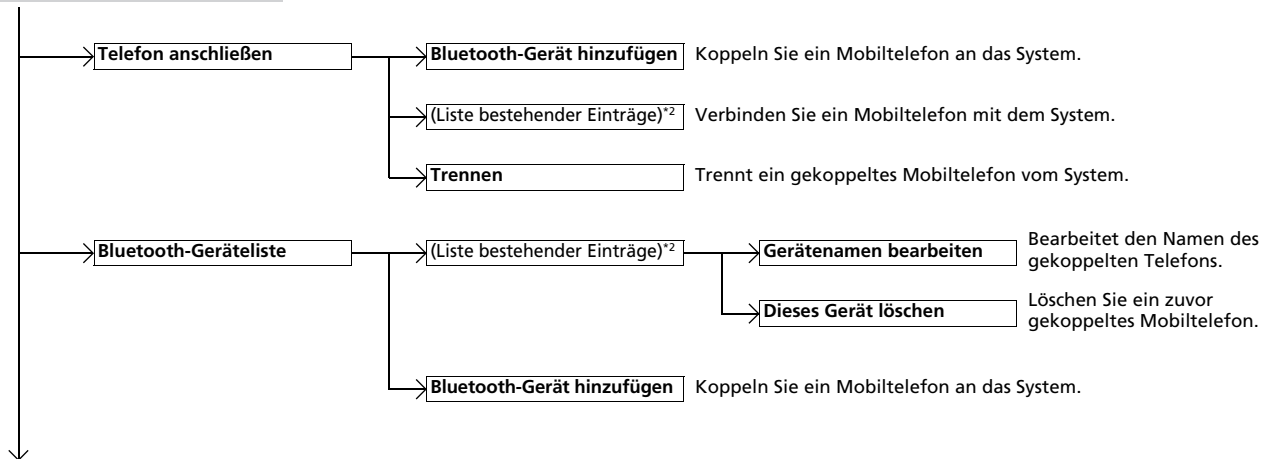 Telefon anschließen
Bluetooth-Gerät hinzufügen
Koppeln Sie ein Mobiltelefon an das System.
(Liste bestehender Einträge)*2
Verbinden Sie ein Mobiltelefon mit dem System.
Trennen
Trennt ein gekoppeltes Mobiltelefon vom System.
Bluetooth-Geräteliste
(Liste bestehender Einträge)*2
Gerätenamen bearbeiten
Bearbeitet den Namen des
gekoppelten Telefons.
Dieses Gerät löschen
Löschen Sie ein zuvor
gekoppeltes Mobiltelefon.
Bluetooth-Gerät hinzufügen
Koppeln Sie ein Mobiltelefon an das System.